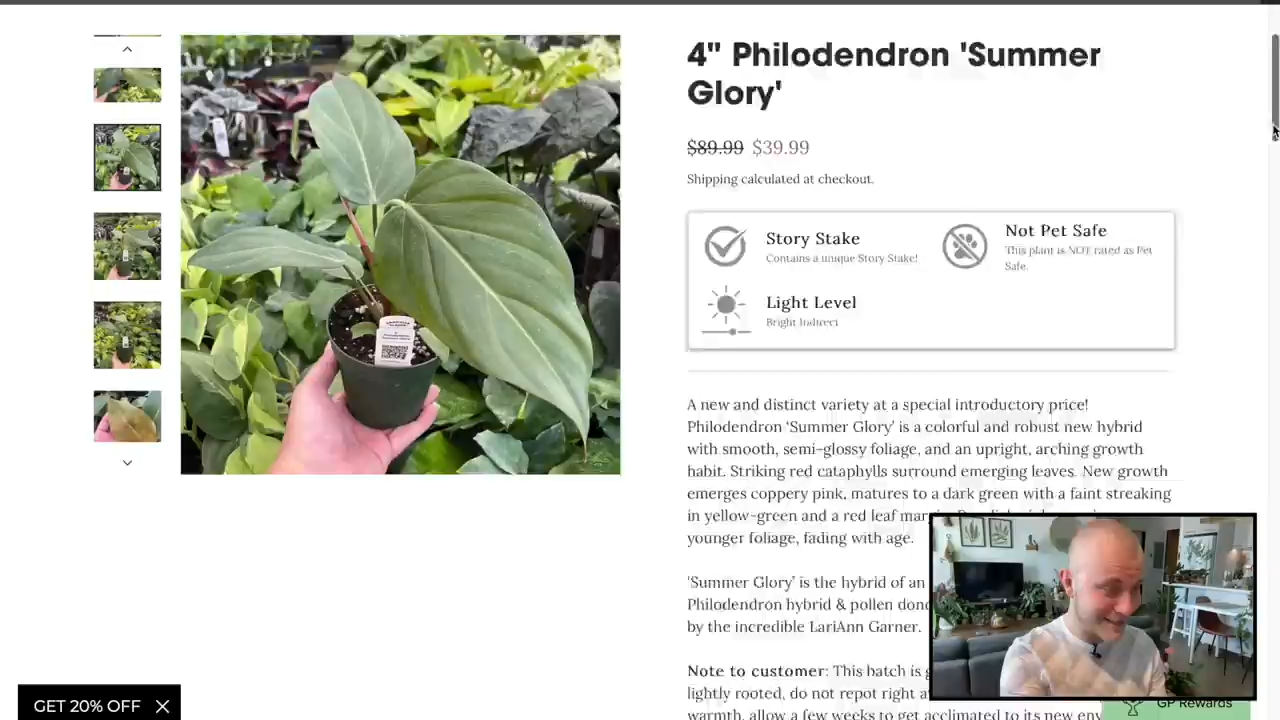 4" Philodendron 'Summer
Glory'
$89.99 $39.99
Shipping calculated at checkout.
Story Stake
Contains a unique Story Stake!
Not Pet Safe
This plant is NOT rated as Pet
Safe.
Light Level
Bright Indirect
A new and distinct variety at a special introductory price!
Philodendron ‘Summer Glory’ is a colorful and robust new hybrid
with smooth, semi-glossy foliage, and an upright, arching growth
habit. Striking red cataphylls surround emerging leaves. New growth
emerges coppery pink, matures to a dark green with a faint streaking
in yellow-green and a red leaf
younger foliage, fading with age.
‘Summer Glory’ is the hybrid of an
Philodendron hybrid & pollen
by the incredible LariAnn Garner.
Note to customer: This batch is
lightly rooted, do not repot right
warmth, allow a few weeks to get acclimated to its new
GET 20% OFF
GP Rewards